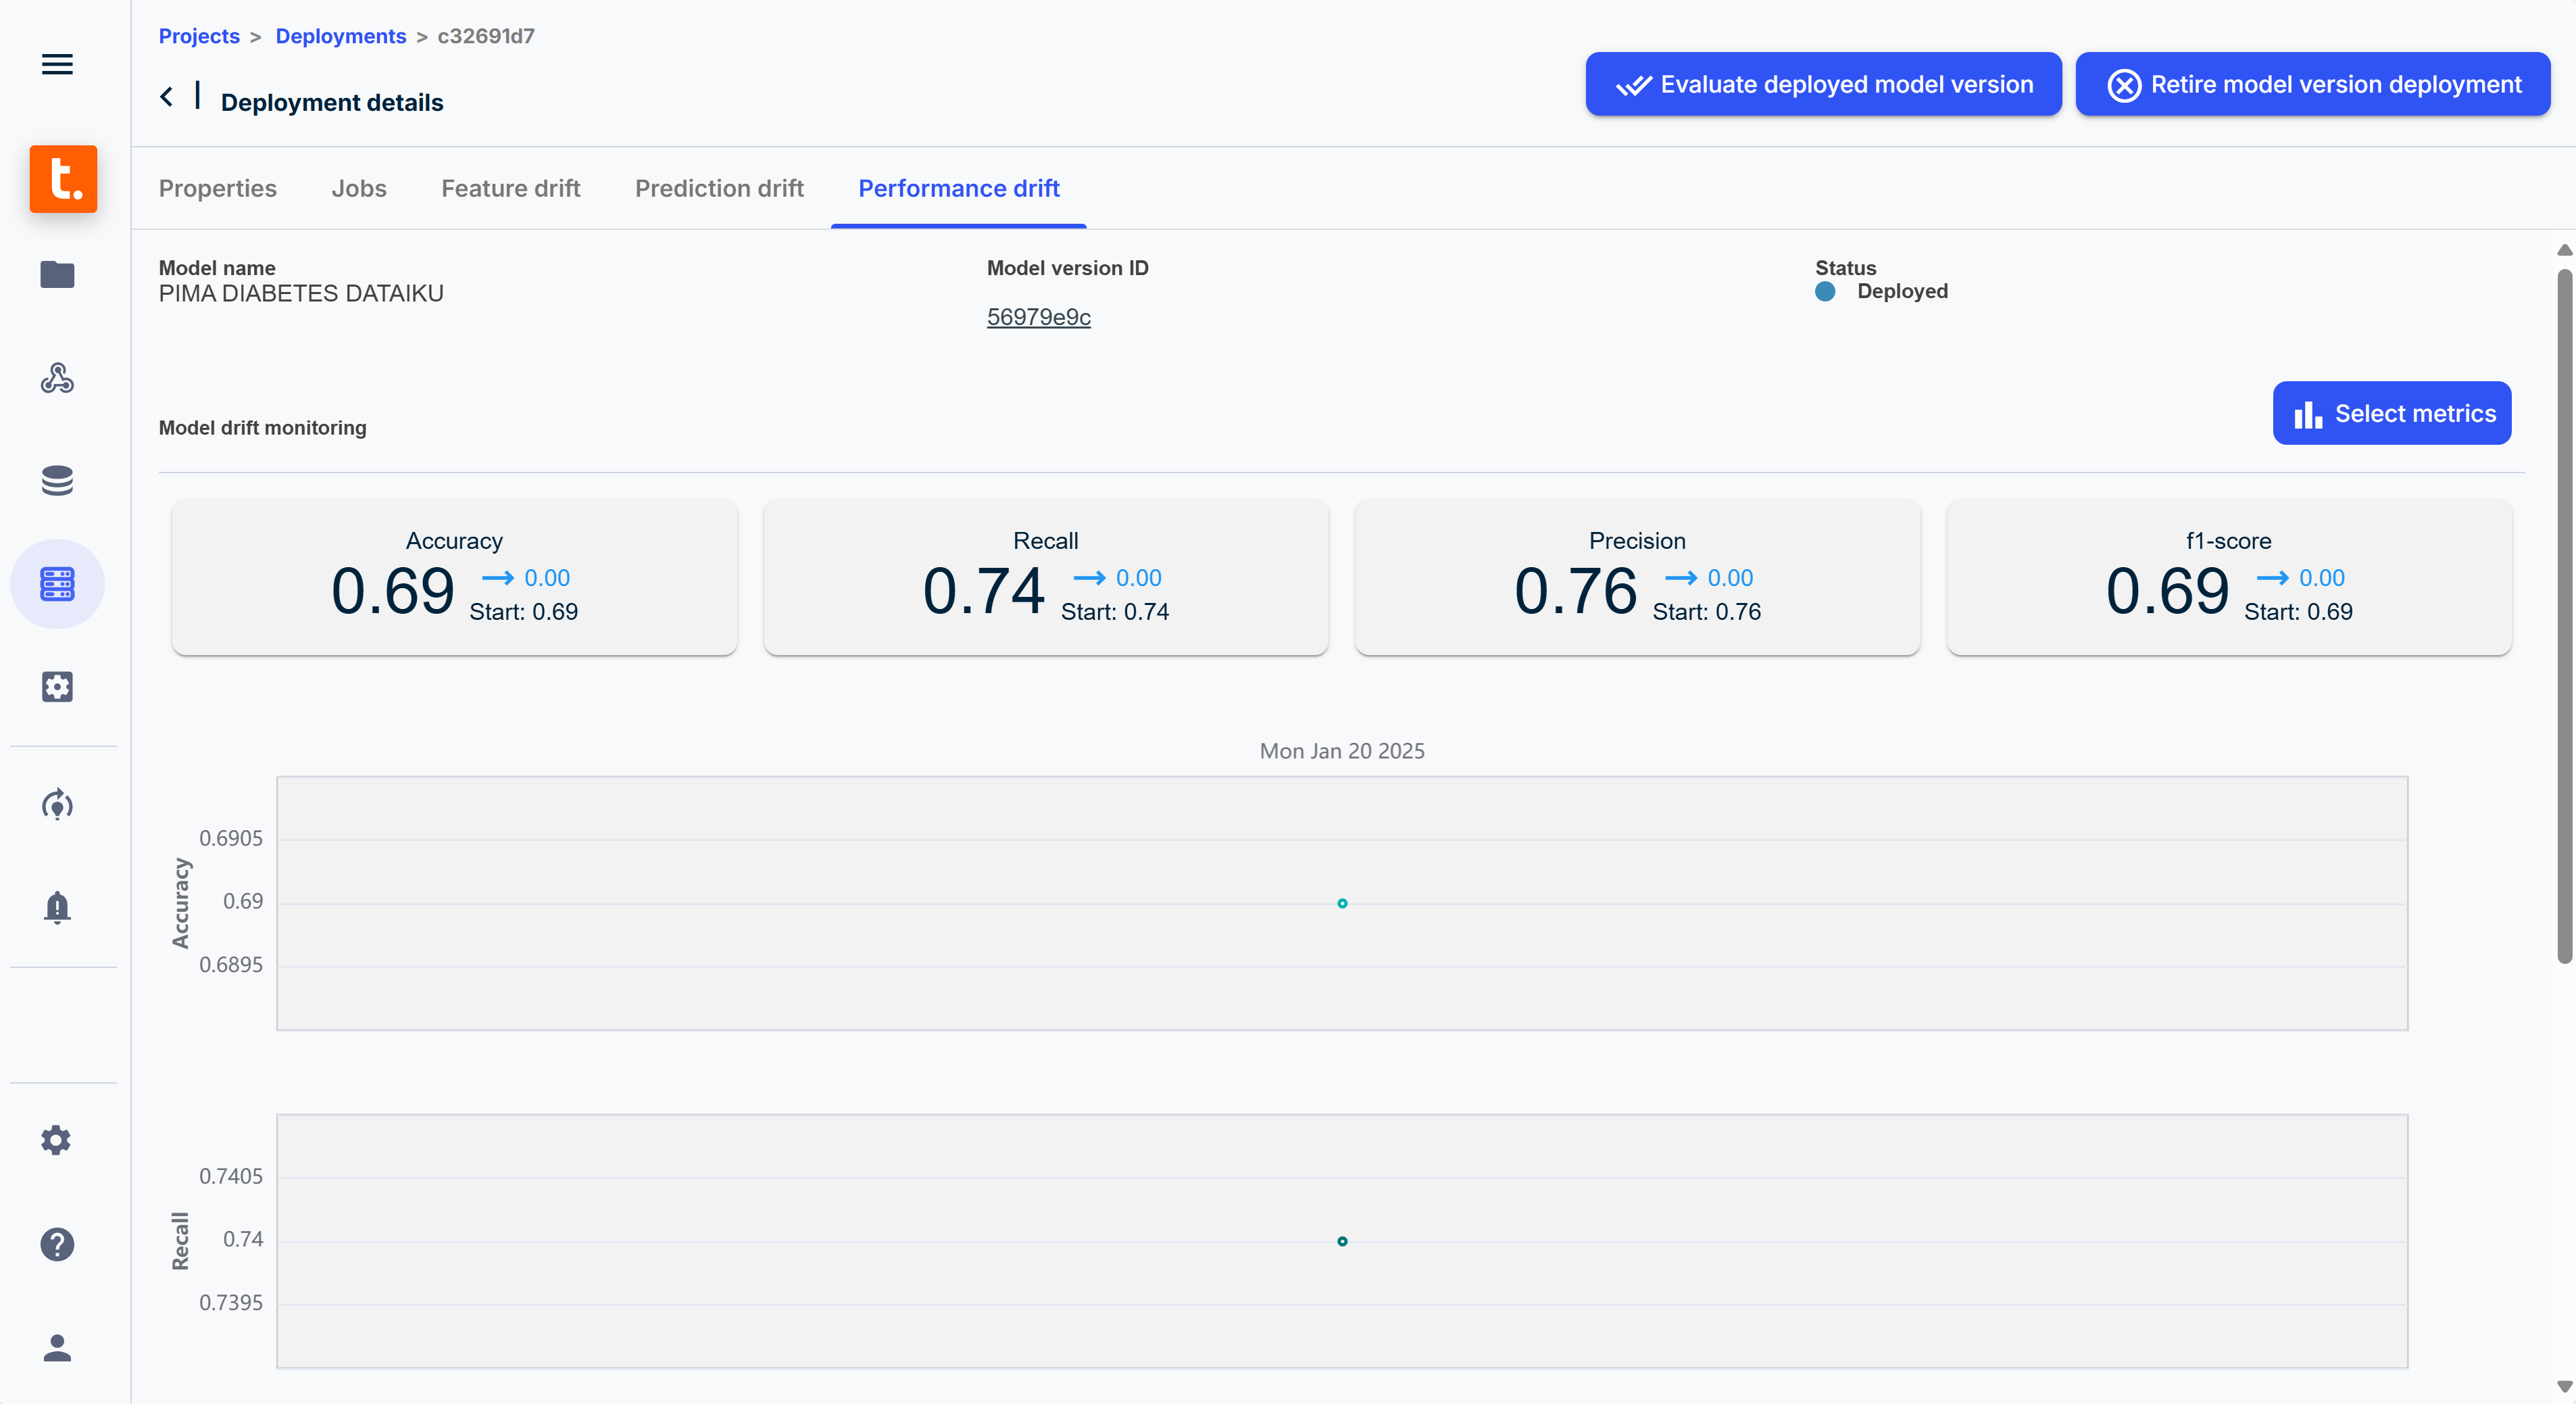 Projects > Deployments > c32691d7
Deployment details
Evaluate deployed model version
Retire model version deployment
t.
Properties
Jobs
Feature drift
Prediction drift
Performance drift
Model name
PIMA DIABETES DATAIKU
Model version ID
56979e9c
Status
Deployed
Model drift monitoring
Select metrics
Accuracy
0.69
0.00
Start: 0.69
Recall
0.74
0.00
Start: 0.74
Precision
0.76
0.00
Start: 0.76
f1-score
0.69
0.00
Start: 0.69
Mon Jan 20 2025
Accuracy
0.6905
0.69
0.6895
Recall
0.7405
0.74
0.7395